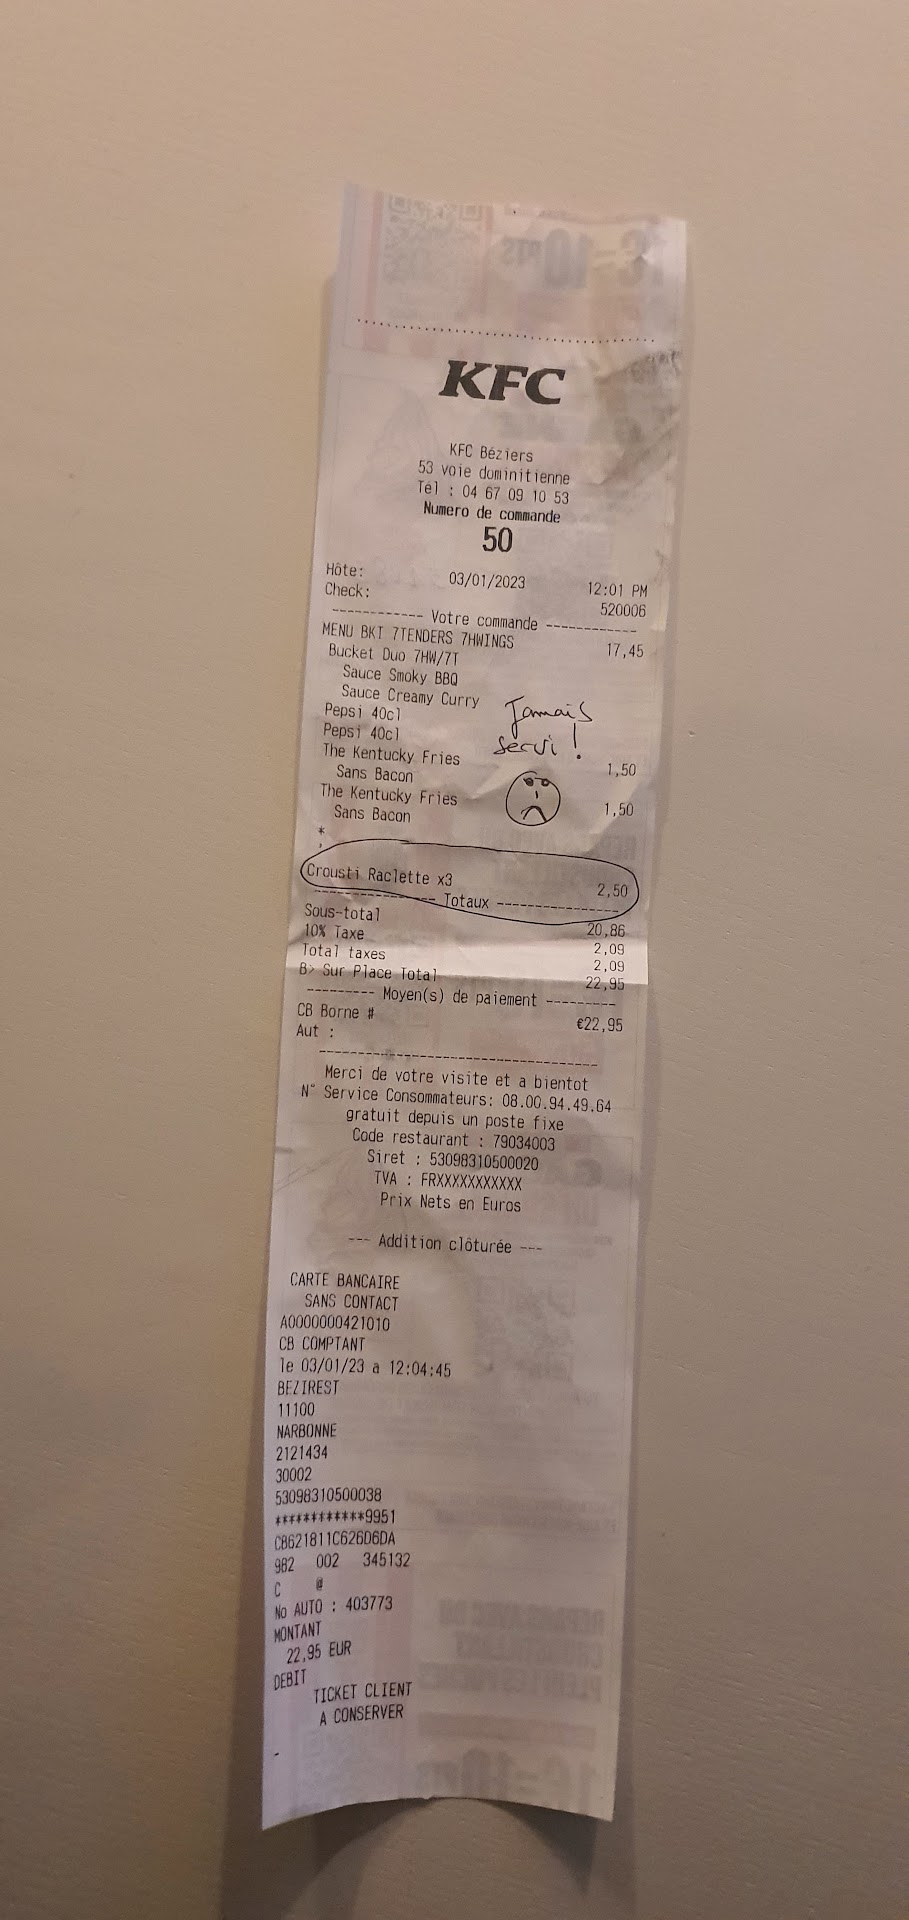 KFC
KFC Béziers
53 voie dominitienne
Tél : 04 67 09 10 53
Numero de commande
50
Hôte: 03/01/2023 12:01 PM
Check: 520006
------------ Votre commande ------------
MENU BKT 7TENDERS 7HWINGS 17,45
Bucket Duo 7HW/7T
Sauce Smoky BBQ
Sauce Creamy Curry
Pepsi 40cl
Pepsi 40cl
Jamais
servi !
The Kentucky Fries 1,50
Sans Bacon
The Kentucky Fries 1,50
Sans Bacon
*
,
Crousti Raclette x3 2,50
---------------- Totaux ----------------
Sous-total 20,86
10% Taxe 2,09
Total taxes 2,09
B> Sur Place Total 22,95
--------- Moyen(s) de paiement ---------
CB Borne # €22,95
Aut :
Merci de votre visite et a bientot
N° Service Consommateurs: 08.00.94.49.64
gratuit depuis un poste fixe
Code restaurant : 79034003
Siret : 53098310500020
TVA : FRXXXXXXXXXXX
Prix Nets en Euros
--- Addition clôturée ---
CARTE BANCAIRE
SANS CONTACT
A0000000421010
CB COMPTANT
le 03/01/23 a 12:04:45
BEZIREST
11100
NARBONNE
2121434
30002
53098310500038
************9951
CB621811C626D6DA
982 002 345132
C @
No AUTO : 403773
MONTANT
22,95 EUR
DEBIT
TICKET CLIENT
A CONSERVER
-